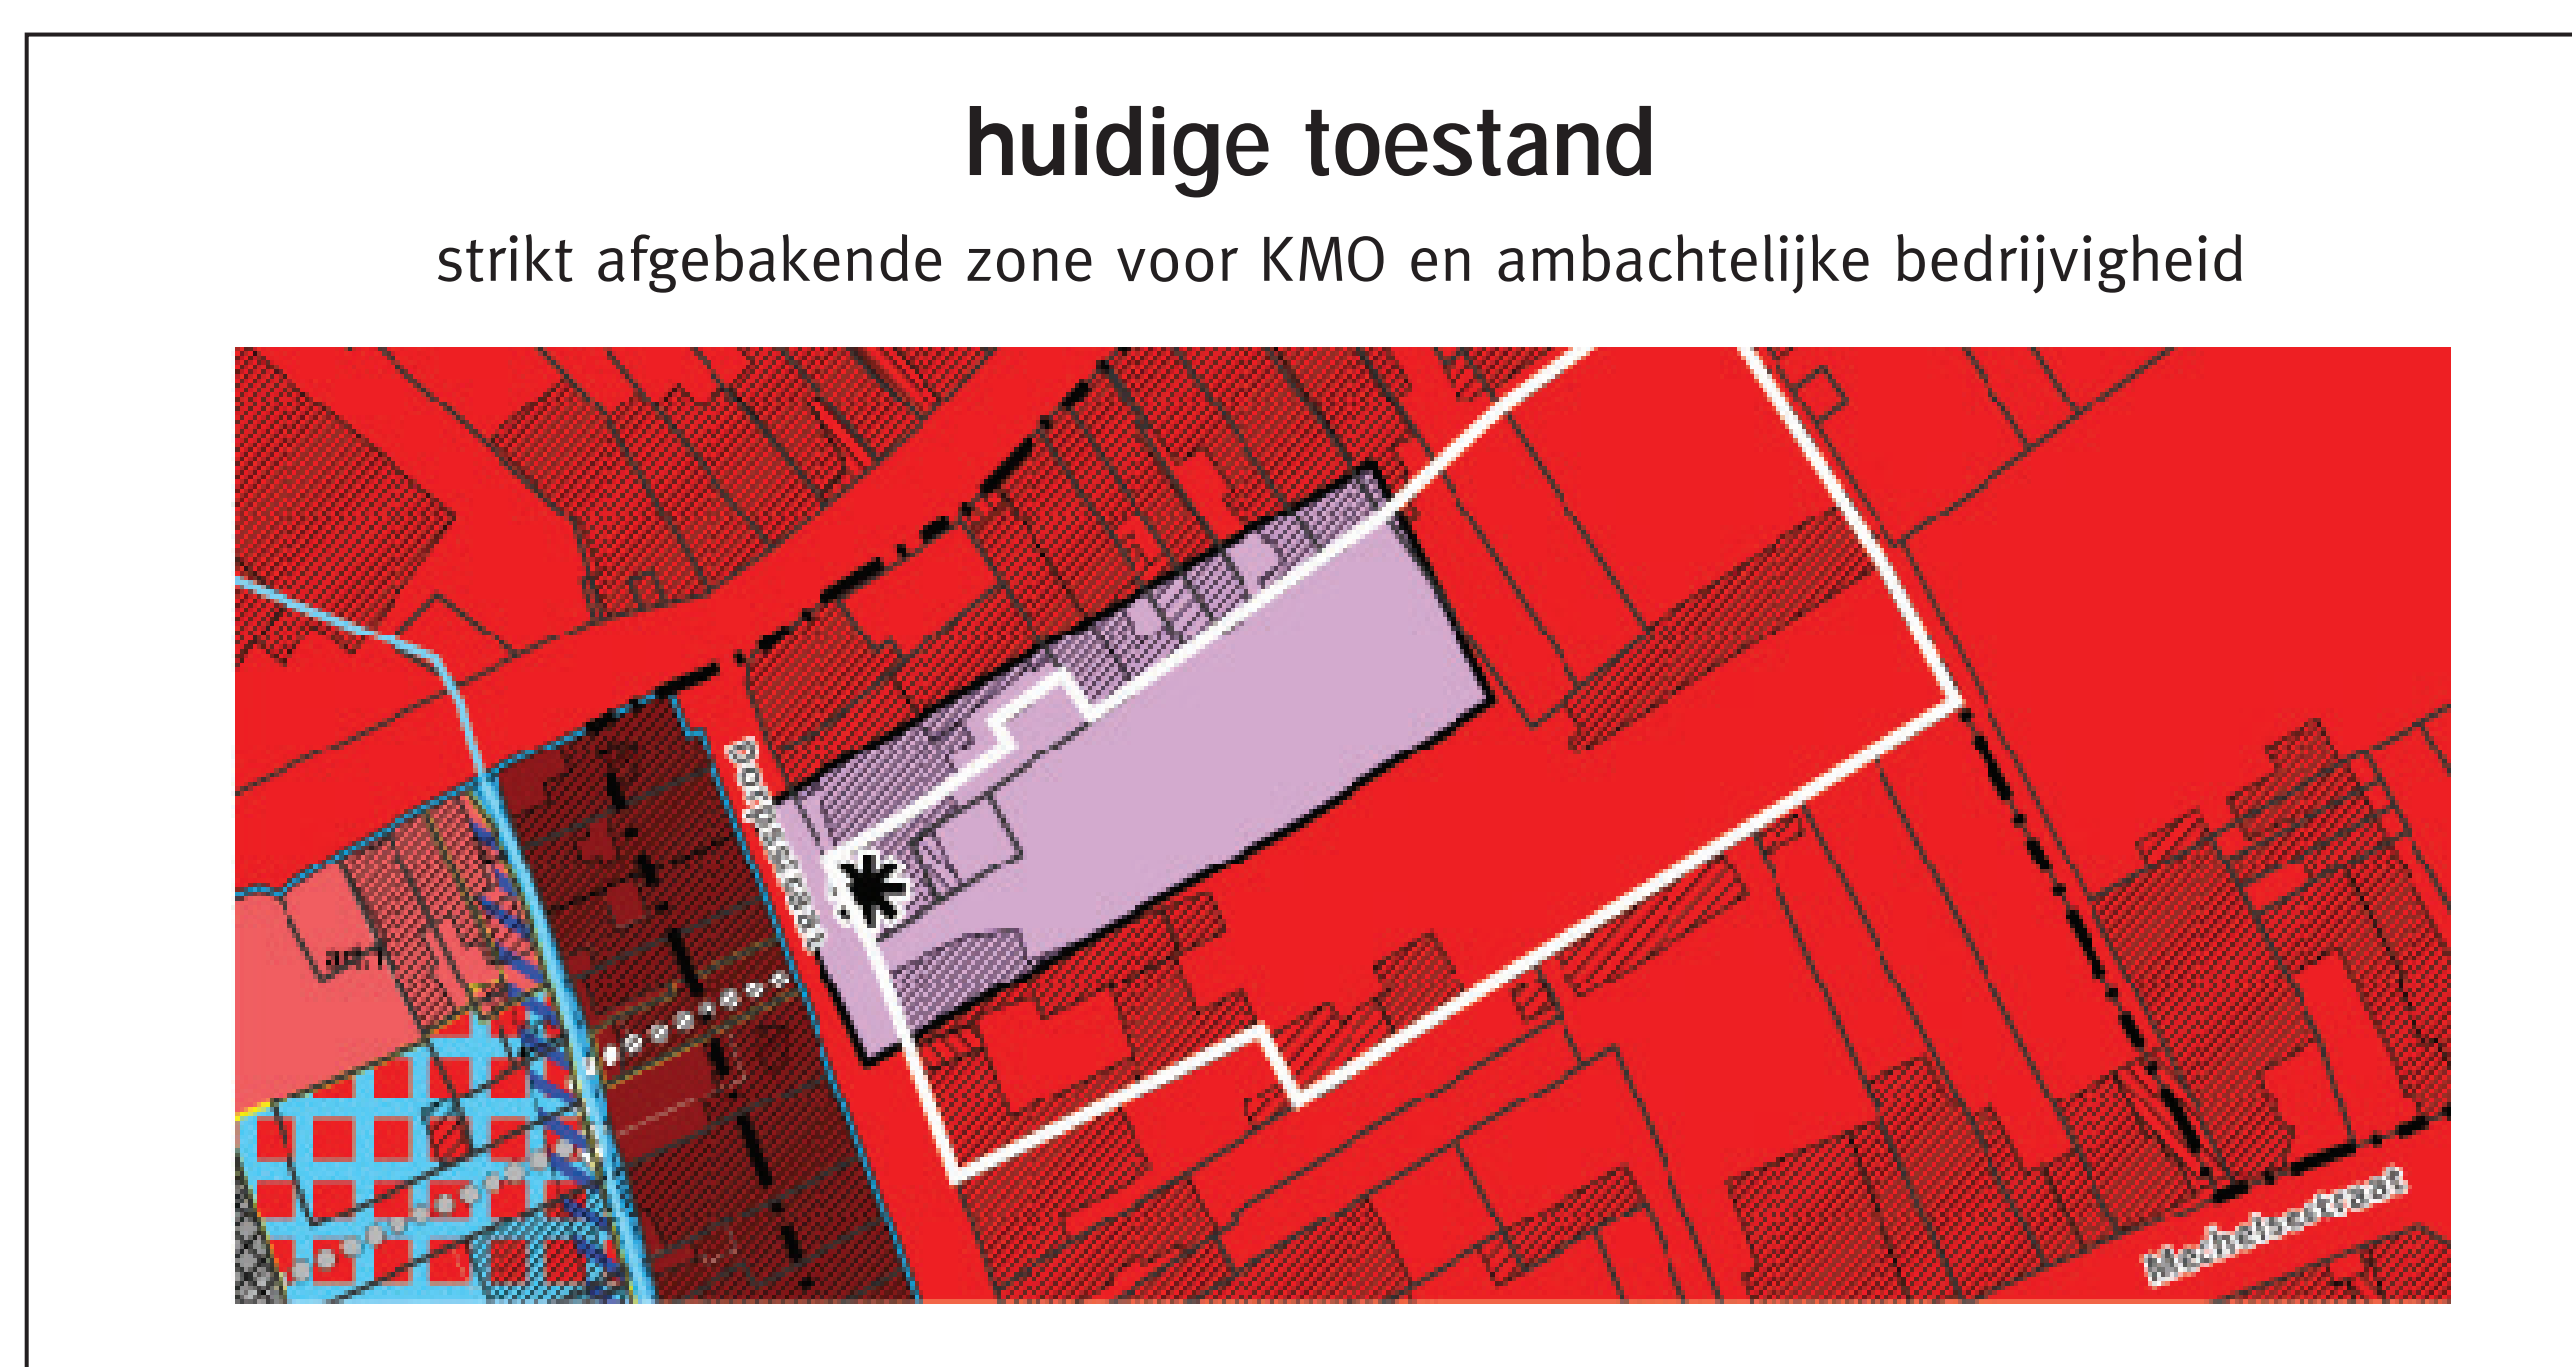 huidige toestand
strikt afgebakende zone voor KMO en ambachtelijke bedrijvigheid
Dorpsstraat
Mechelsestraat